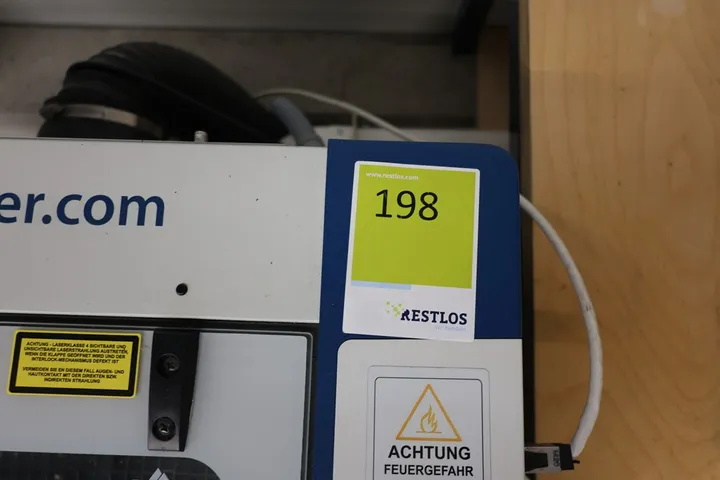 www.restlos.com
198
er.com
RESTLOS
ACHTUNG - LASERKLASSE 4 SICHTBARE UND
UNSICHTBARE LASERSTRAHLUNG AUSTRETEN,
WENN DIE KLAPPE GEÖFFNET WIRD UND DER
INTERLOCK-MECHANISMUS DEFEKT IST
VERMEIDEN SIE EN DIESEM FALL AUGEN- UND
HAUTKONTAKT MIT DER DIREKTEN BZW.
INDIREKTEN STRAHLUNG
ACHTUNG
FEUERGEFAHR